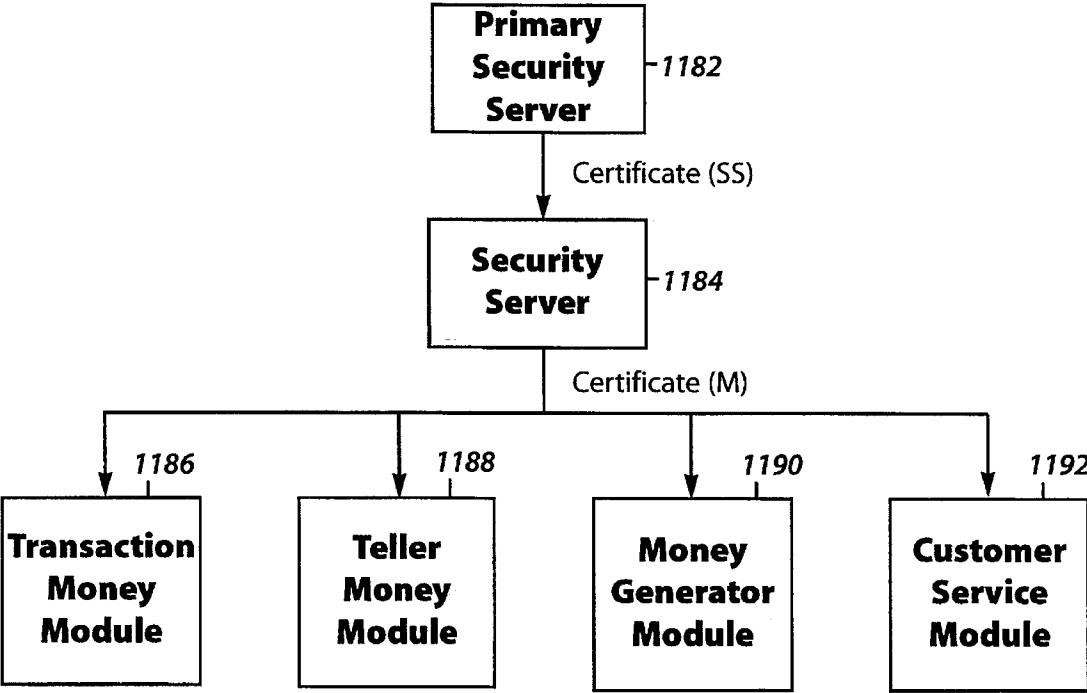 Primary
Security
Server
1182
Certificate (SS)
Security
Server
1184
Certificate (M)
1186
1188
1190
1192
Transaction
Money
Module
Teller
Money
Module
Money
Generator
Module
Customer
Service
Module